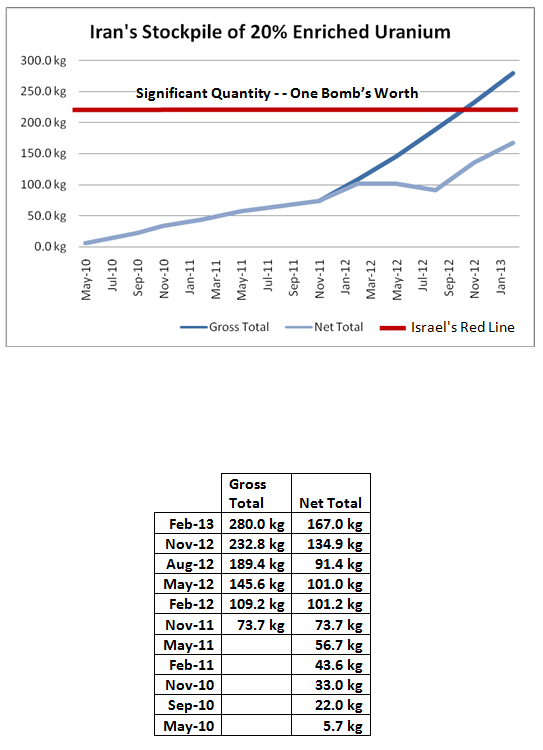 Iran's Stockpile of 20% Enriched Uranium
300.0 kg
250.0 kg
Significant Quantity - - One Bomb's Worth
200.0 kg
150.0 kg
100.0 kg
50.0 kg
0.0 kg
May-10 Jul-10 Sep-10 Nov-10 Jan-11 Mar-11 May-11 Jul-11 Sep-11 Nov-11 Jan-12 Mar-12 May-12 Jul-12 Sep-12 Nov-12 Jan-13
Gross Total Net Total Israel's Red Line
Gross
Total Net Total
Feb-13 280.0 kg 167.0 kg
Nov-12 232.8 kg 134.9 kg
Aug-12 189.4 kg 91.4 kg
May-12 145.6 kg 101.0 kg
Feb-12 109.2 kg 101.2 kg
Nov-11 73.7 kg 73.7 kg
May-11 56.7 kg
Feb-11 43.6 kg
Nov-10 33.0 kg
Sep-10 22.0 kg
May-10 5.7 kg